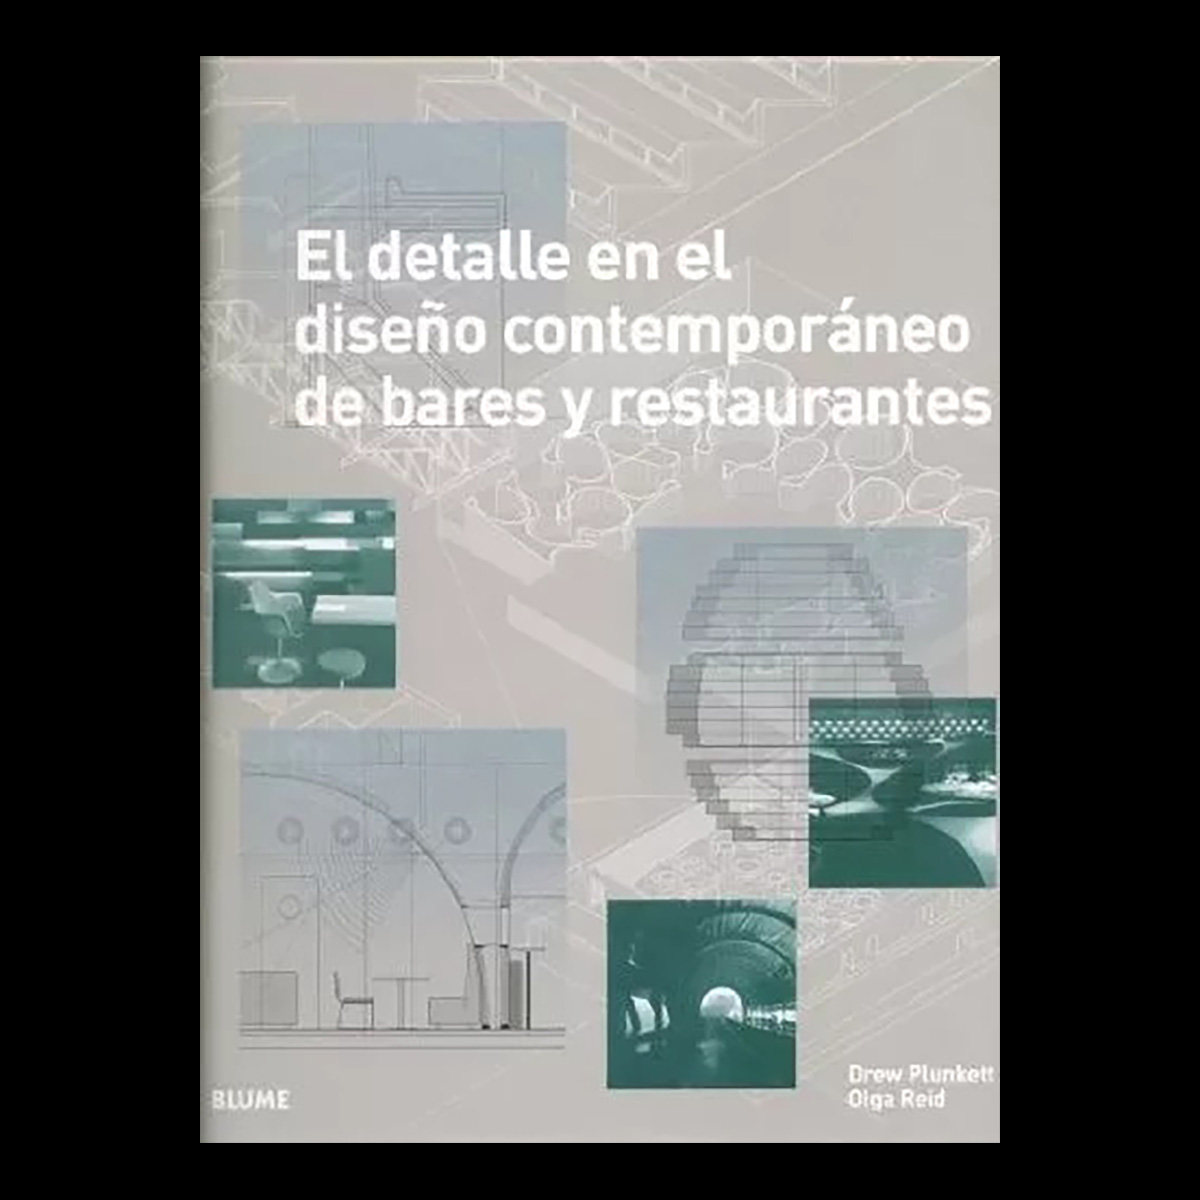 El detalle en el
diseño contemporáneo
de bares y restaurantes
BLUME
Drew Plunkett
Olga Reid